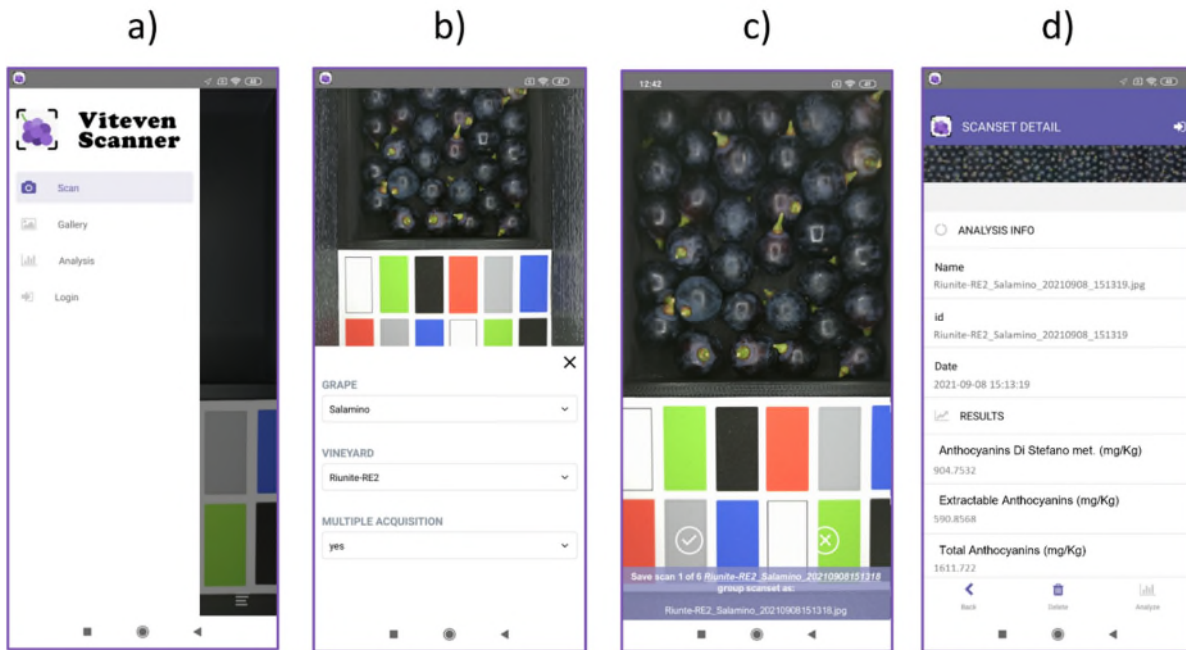 a)
b)
c)
d)
Viteven
Scanner
Scan
Gallery
Analysis
Login
GRAPE
Salamino
VINEYARD
Riunite-RE2
MULTIPLE ACQUISITION
yes
12:42
Save scan 1 of 6 Riunite-RE2_Salamino_20210908151318
group scanset as:
Riunte-RE2_Salamino_20210908151318.jpg
SCANSET DETAIL
ANALYSIS INFO
Name
Riunite-RE2_Salamino_20210908_151319.jpg
id
Riunite-RE2_Salamino_20210908_151319
Date
2021-09-08 15:13:19
RESULTS
Anthocyanins Di Stefano met. (mg/Kg)
904.7532
Extractable Anthocyanins (mg/Kg)
590.8568
Total Anthocyanins (mg/Kg)
1611.722
Back
Delete
Analyze